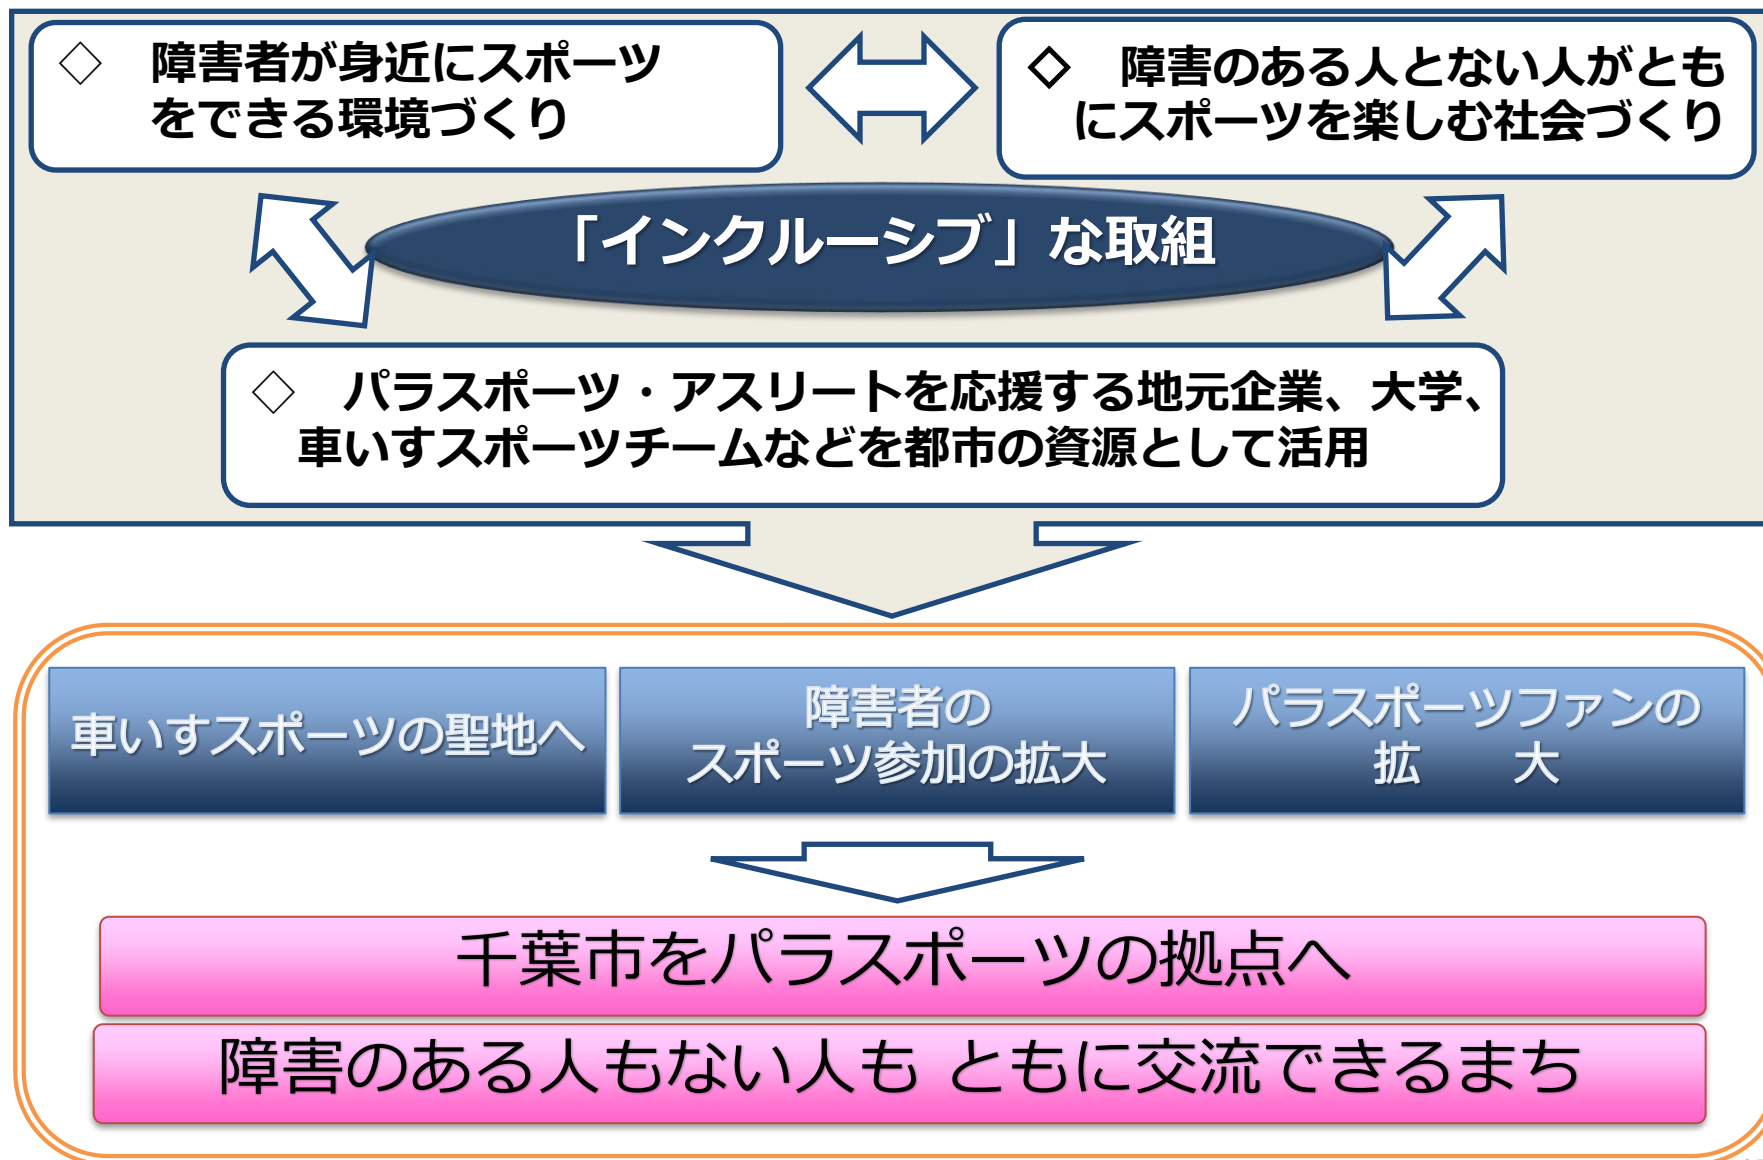 ◇　障害者が身近にスポーツ
をできる環境づくり
◇　障害のある人とない人がとも
にスポーツを楽しむ社会づくり
「インクルーシブ」な取組
◇　パラスポーツ・アスリートを応援する地元企業、大学、
車いすスポーツチームなどを都市の資源として活用
車いすスポーツの聖地へ
障害者の
スポーツ参加の拡大
パラスポーツファンの
拡　　大
千葉市をパラスポーツの拠点へ
障害のある人もない人も ともに交流できるまち